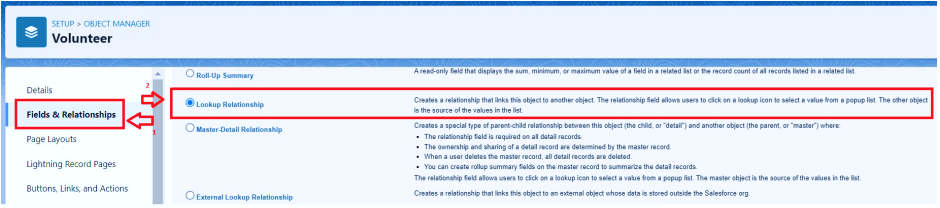 SETUP > OBJECT MANAGER
Volunteer
Details
Fields & Relationships
Page Layouts
Lightning Record Pages
Buttons, Links, and Actions
2
1
Roll-Up Summary
A read-only field that displays the sum, minimum, or maximum value of a field in a related list or the record count of all records listed in a related list.
Lookup Relationship
Creates a relationship that links this object to another object. The relationship field allows users to click on a lookup icon to select a value from a popup list. The other object
is the source of the values in the list.
Master-Detail Relationship
Creates a special type of parent-child relationship between this object (the child, or "detail") and another object (the parent, or "master") where:
• The relationship field is required on all detail records.
• The ownership and sharing of a detail record are determined by the master record.
• When a user deletes the master record, all detail records are deleted.
• You can create rollup summary fields on the master record to summarize the detail records.
The relationship field allows users to click on a lookup icon to select a value from a popup list. The master object is the source of the values in the list.
External Lookup Relationship
Creates a relationship that links this object to an external object whose data is stored outside the Salesforce org.